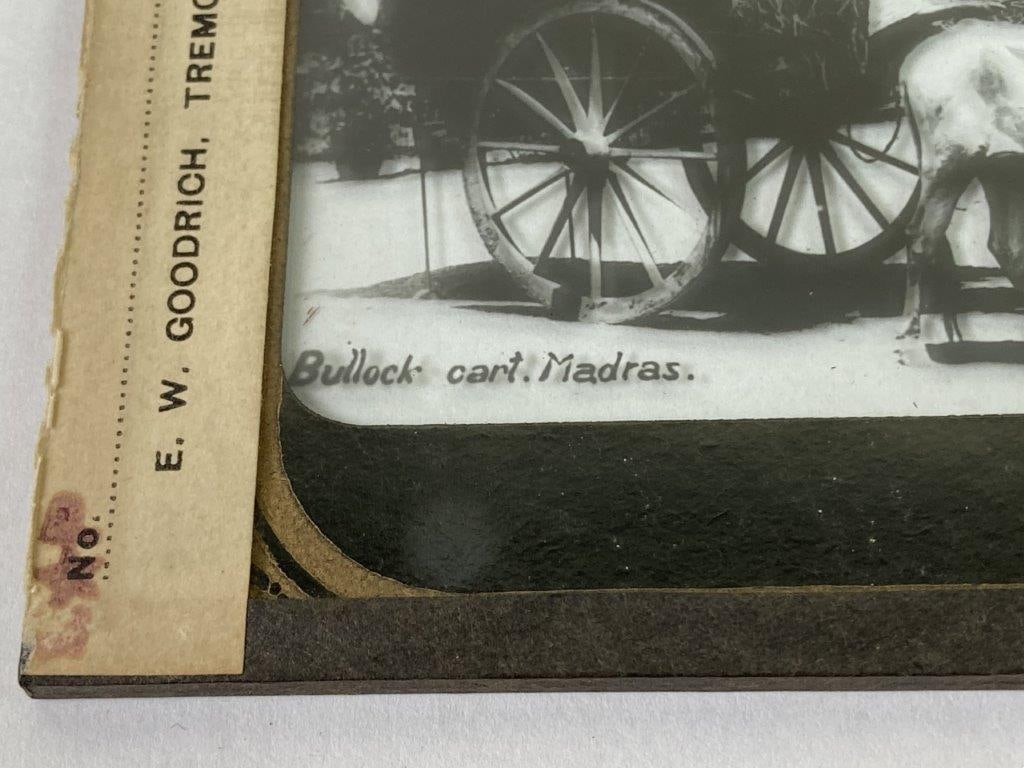 No.
E. W. GOODRICH, TREMO
Bullock cart. Madras.